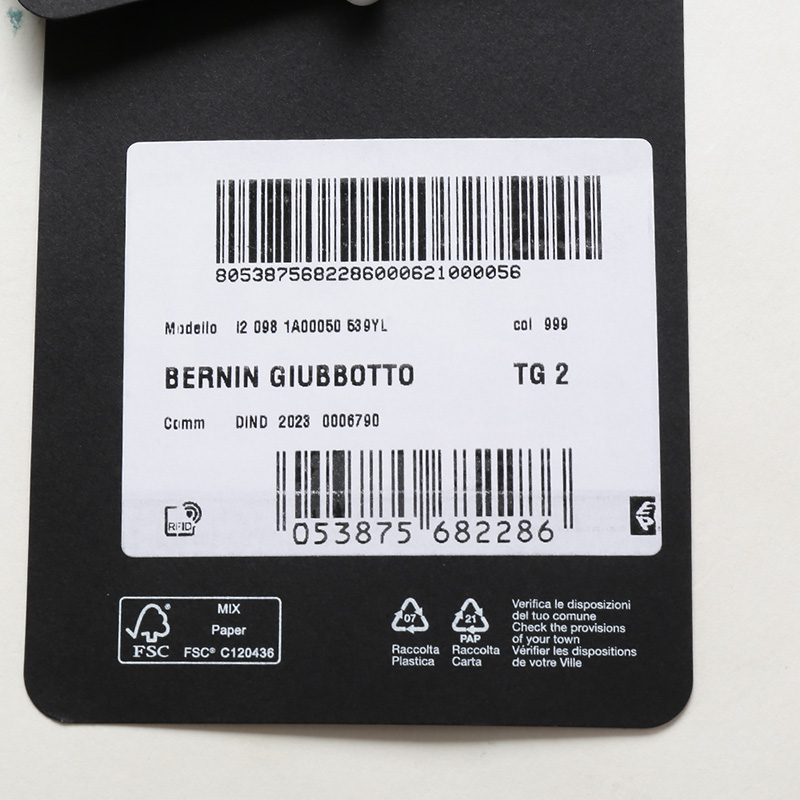 8053875682286000621000056
Modello I2 098 1A00050 539YL col 999
BERNIN GIUBBOTTO TG 2
Comm DIND 2023 0006790
RFID
053875 682286
FSC
MIX
Paper
FSC® C120436
07
Raccolta
Plastica
21
PAP
Raccolta
Carta
Verifica le disposizioni
del tuo comune
Check the provisions
of your town
Vérifier les dispositions
de votre Ville